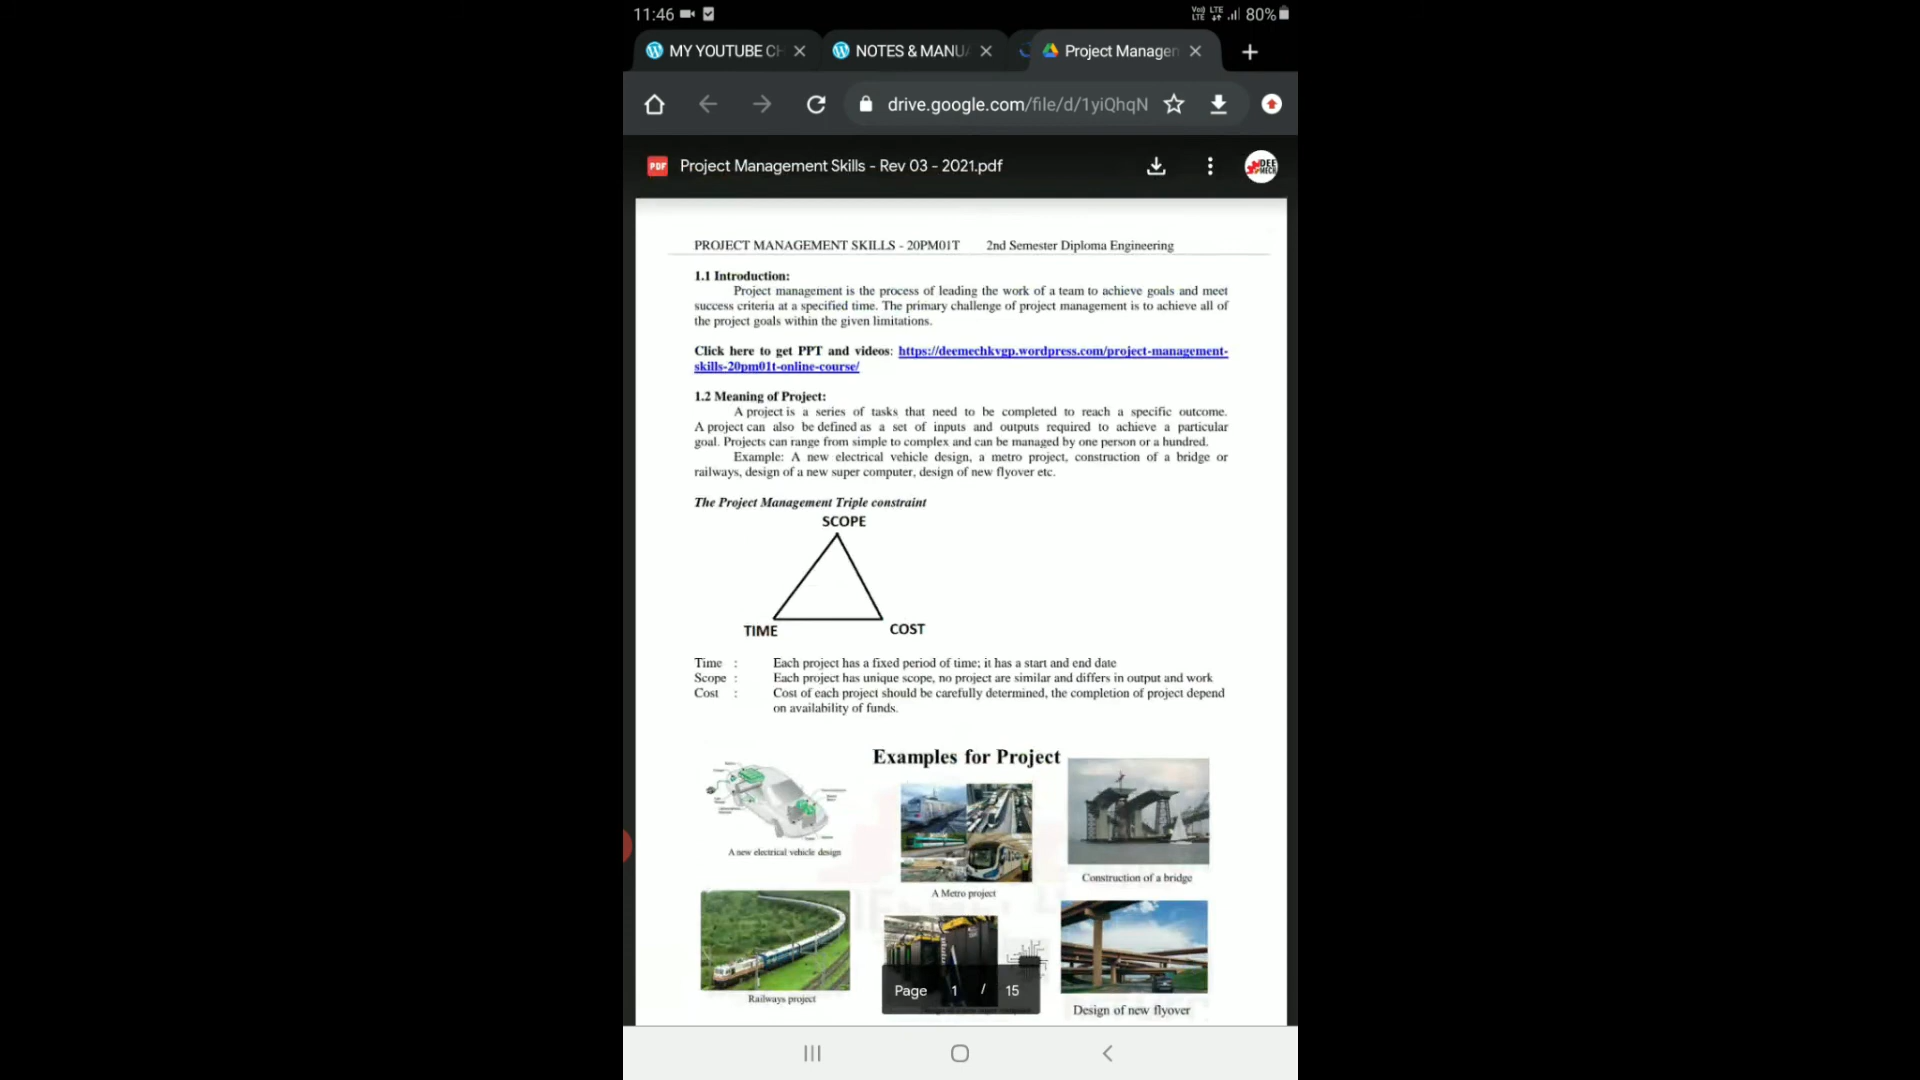 11:46 Vo) LTE LTE 80%
MY YOUTUBE CH NOTES & MANUA Project Managem
drive.google.com/file/d/1yiQhqN
PDF Project Management Skills - Rev 03 - 2021.pdf DEE MECH
PROJECT MANAGEMENT SKILLS - 20PM01T 2nd Semester Diploma Engineering
1.1 Introduction:
Project management is the process of leading the work of a team to achieve goals and meet
success criteria at a specified time. The primary challenge of project management is to achieve all of
the project goals within the given limitations.
Click here to get PPT and videos: https://deemechkvgp.wordpress.com/project-management-
skills-20pm01t-online-course/
1.2 Meaning of Project:
A project is a series of tasks that need to be completed to reach a specific outcome.
A project can also be defined as a set of inputs and outputs required to achieve a particular
goal. Projects can range from simple to complex and can be managed by one person or a hundred.
Example: A new electrical vehicle design, a metro project, construction of a bridge or
railways, design of a new super computer, design of new flyover etc.
The Project Management Triple constraint
SCOPE
TIME COST
Time : Each project has a fixed period of time; it has a start and end date
Scope : Each project has unique scope, no project are similar and differs in output and work
Cost : Cost of each project should be carefully determined, the completion of project depend
on availability of funds.
Examples for Project
A new electrical vehicle design
A Metro project
Construction of a bridge
Railways project
Page 1 / 15
Design of new flyover